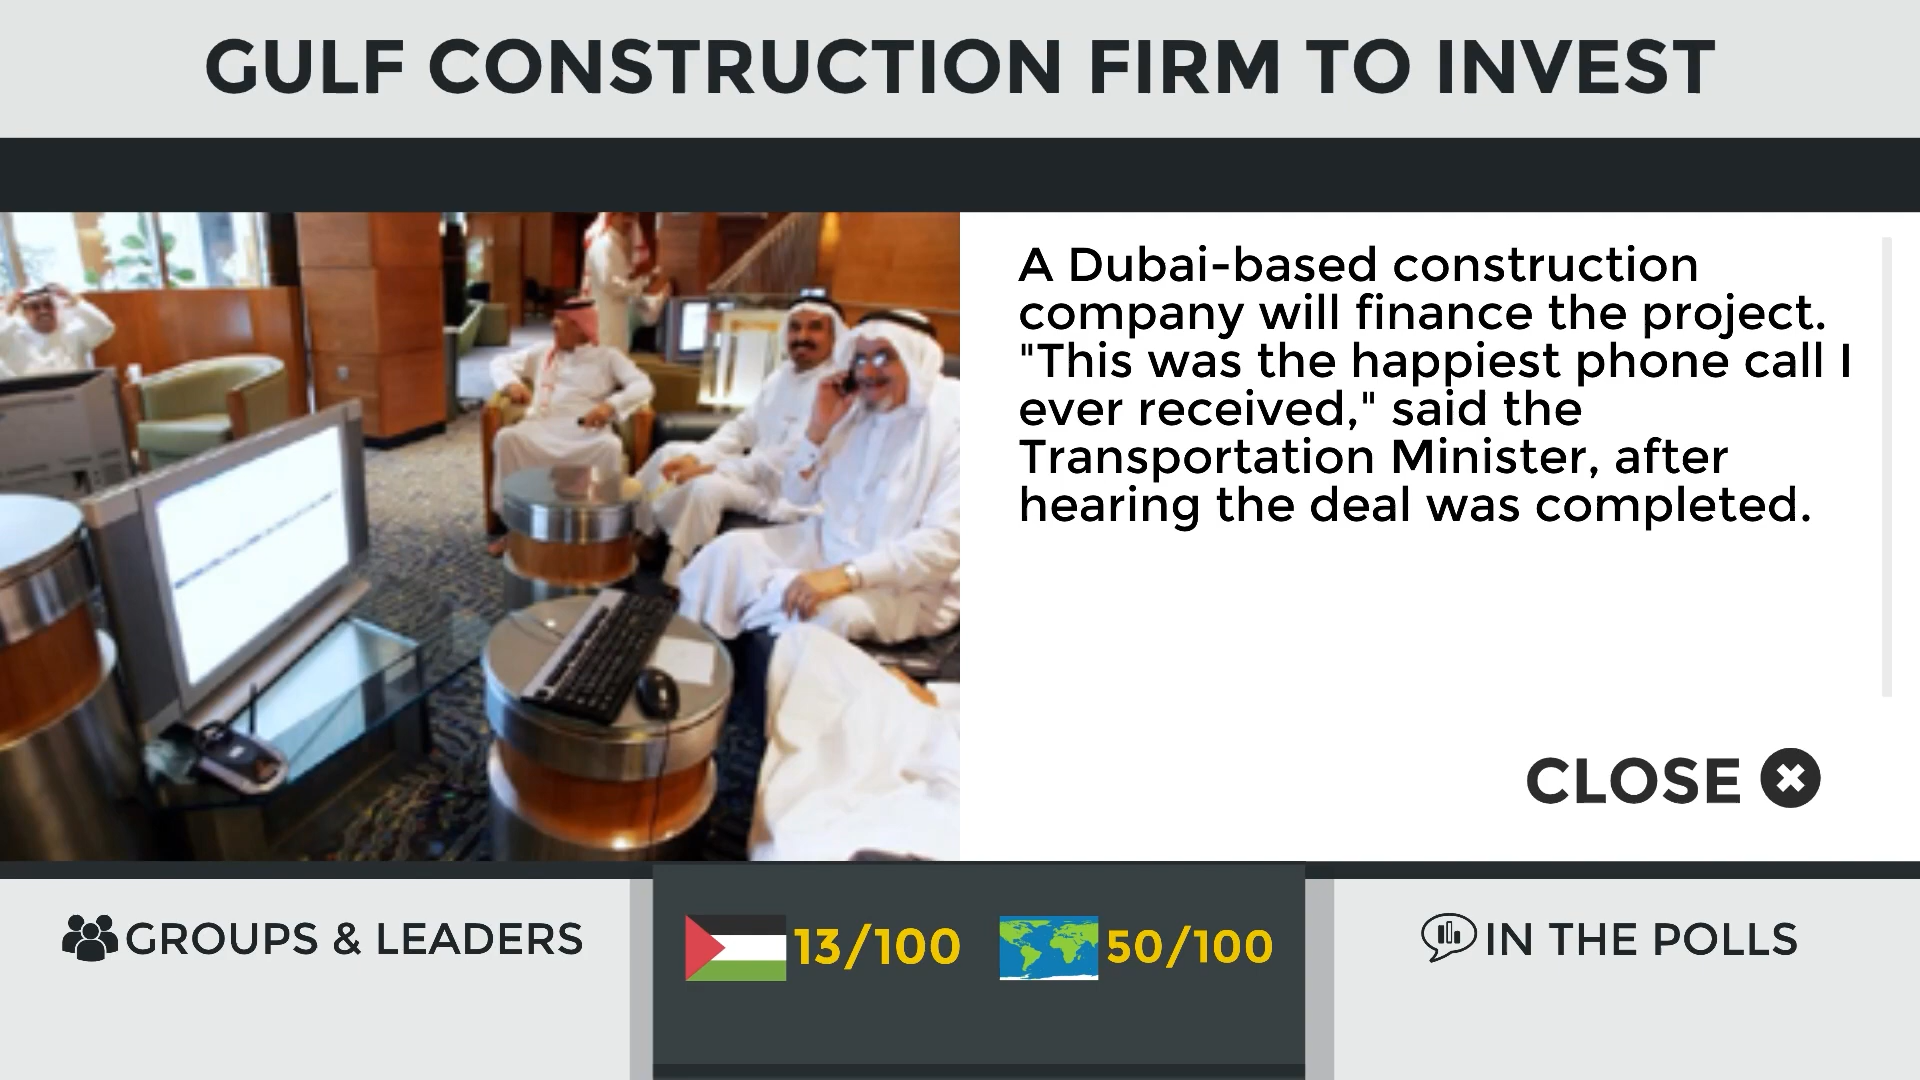 GULF CONSTRUCTION FIRM TO INVEST
A Dubai-based construction
company will finance the project.
"This was the happiest phone call I
ever received," said the
Transportation Minister, after
hearing the deal was completed.
CLOSE
GROUPS & LEADERS
13/100
50/100
IN THE POLLS